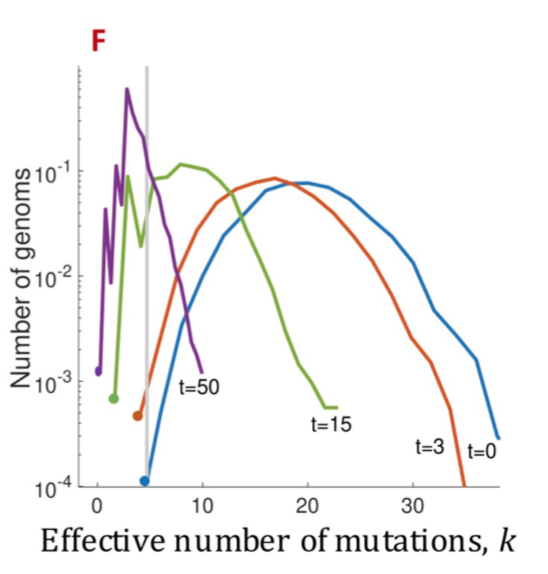 F
Number of genoms
10-1
10-2
10-3
10-4
t=50
t=15
t=3
t=0
0
10
20
30
Effective number of mutations, k